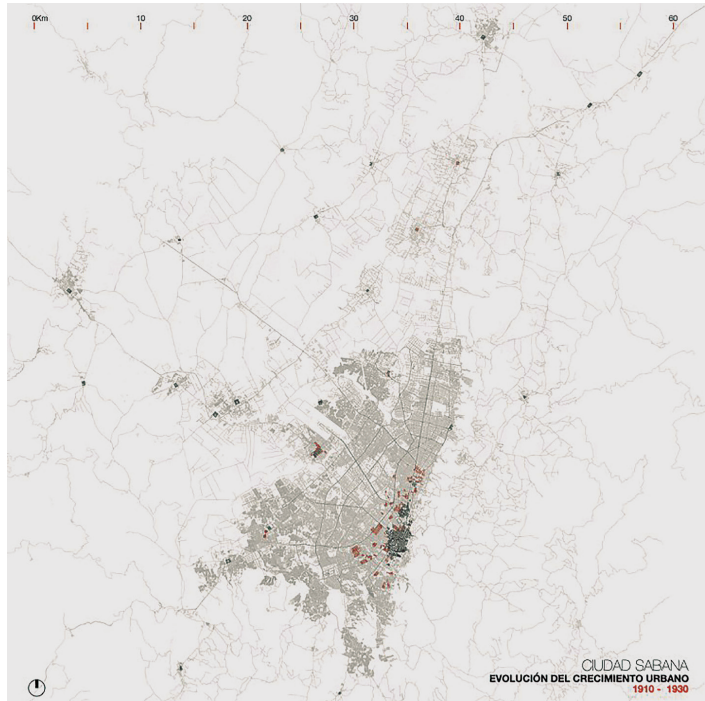 0Km 10 20 30 40 50 60
CIUDAD SABANA
EVOLUCIÓN DEL CRECIMIENTO URBANO
1910 - 1930